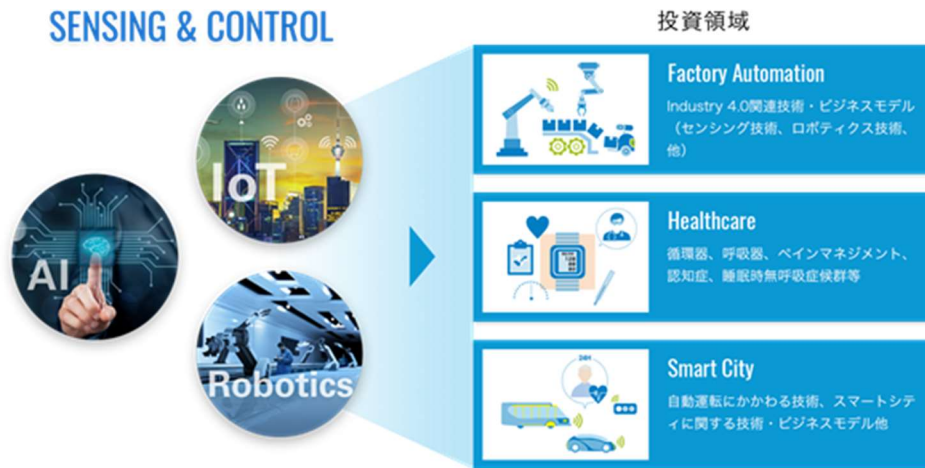 SENSING & CONTROL
投資領域
AI
IoT
Robotics
Factory Automation
Industry 4.0関連技術・ビジネスモデル
（センシング技術、ロボティクス技術、
他）
Healthcare
循環器、呼吸器、ペインマネジメント、
認知症、睡眠時無呼吸症候群等
Smart City
24H
自動運転にかかわる技術、スマートシテ
ィに関する技術・ビジネスモデル他